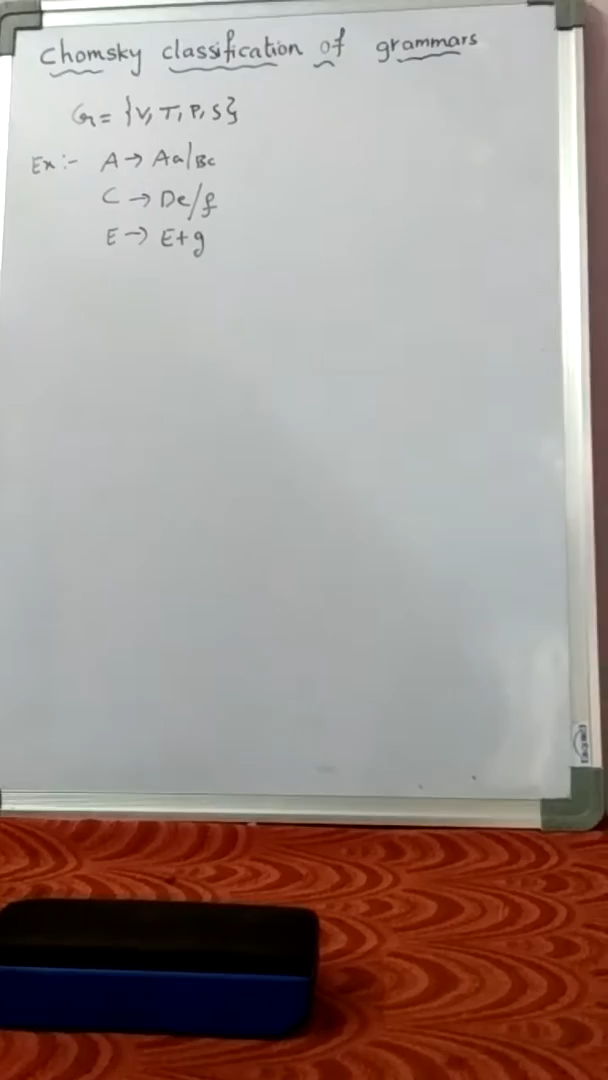 Chomsky classification of grammars
G = {V, T, P, S}
Ex :- A → Aa/Bc
C → De/f
E → E+g